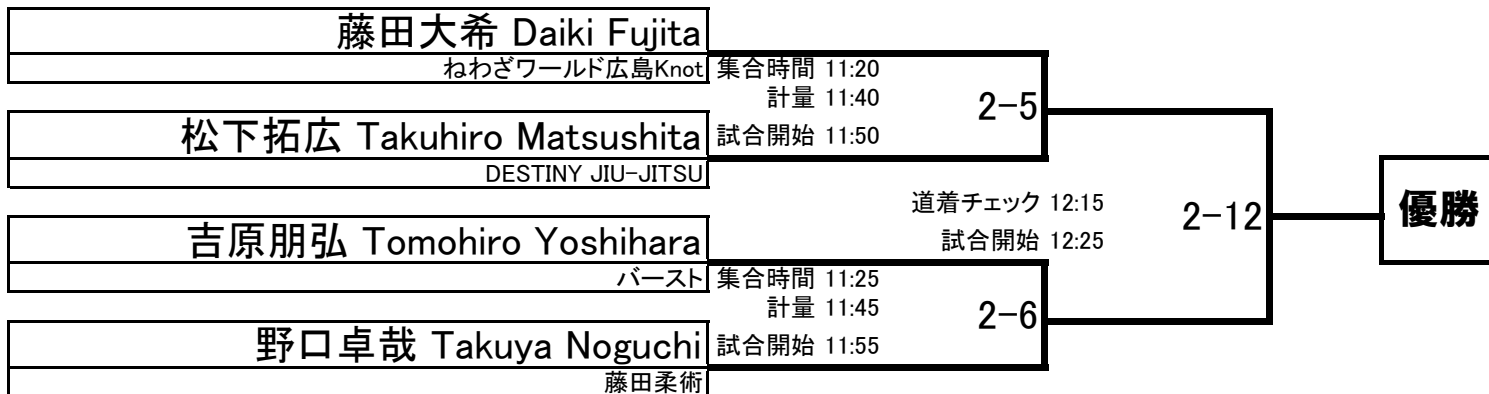 藤田大希 Daiki Fujita
ねわざワールド広島Knot
集合時間 11:20
計量 11:40
2-5
松下拓広 Takuhiro Matsushita
試合開始 11:50
DESTINY JIU-JITSU
道着チェック 12:15
2-12
優勝
吉原朋弘 Tomohiro Yoshihara
試合開始 12:25
バースト
集合時間 11:25
計量 11:45
2-6
野口卓哉 Takuya Noguchi
試合開始 11:55
藤田柔術